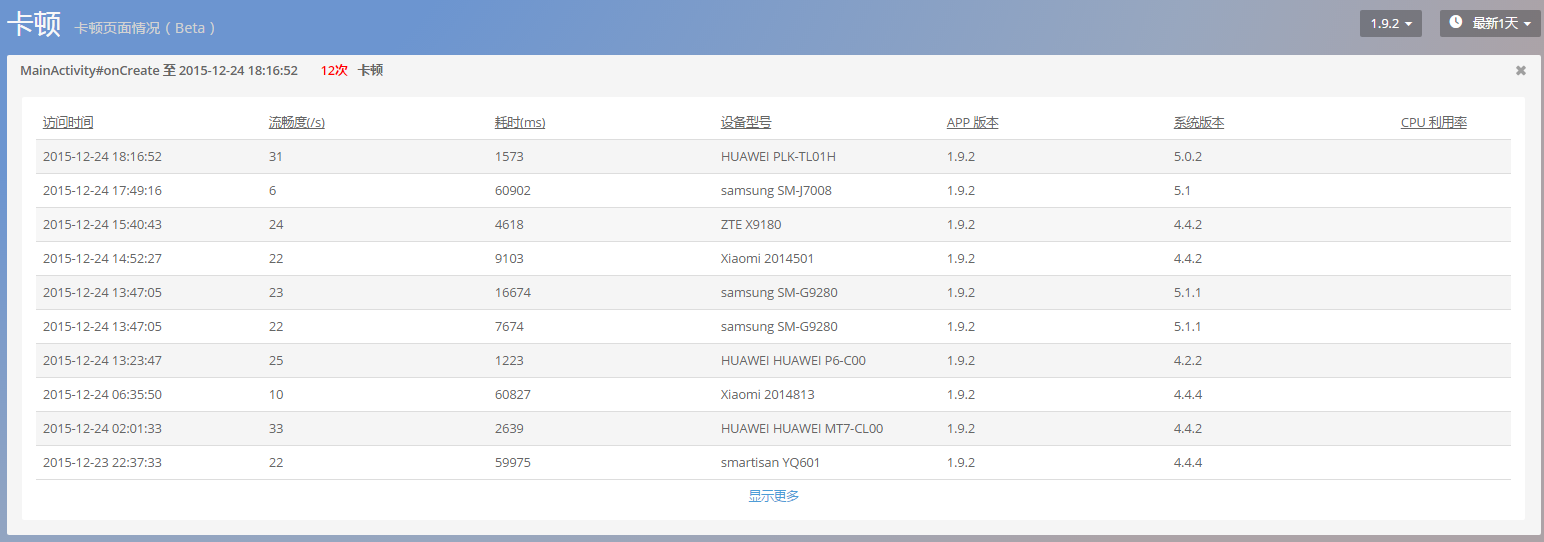 卡顿 卡顿页面情况 ( Beta ) 1.9.2 最新1天
MainActivity#onCreate 至 2015-12-24 18:16:52 12次 卡顿
访问时间 流畅度(/s) 耗时(ms) 设备型号 APP 版本 系统版本 CPU 利用率
2015-12-24 18:16:52 31 1573 HUAWEI PLK-TL01H 1.9.2 5.0.2
2015-12-24 17:49:16 6 60902 samsung SM-J7008 1.9.2 5.1
2015-12-24 15:40:43 24 4618 ZTE X9180 1.9.2 4.4.2
2015-12-24 14:52:27 22 9103 Xiaomi 2014501 1.9.2 4.4.2
2015-12-24 13:47:05 23 16674 samsung SM-G9280 1.9.2 5.1.1
2015-12-24 13:47:05 22 7674 samsung SM-G9280 1.9.2 5.1.1
2015-12-24 13:23:47 25 1223 HUAWEI HUAWEI P6-C00 1.9.2 4.2.2
2015-12-24 06:35:50 10 60827 Xiaomi 2014813 1.9.2 4.4.4
2015-12-24 02:01:33 33 2639 HUAWEI HUAWEI MT7-CL00 1.9.2 4.4.2
2015-12-23 22:37:33 22 59975 smartisan YQ601 1.9.2 4.4.4
显示更多